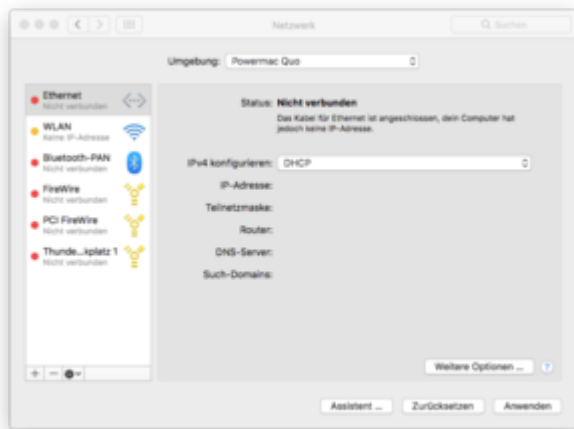 Netzwerk
Suchen
Umgebung: Powermac Quo
Ethernet
Nicht verbunden
WLAN
Keine IP-Adresse
Bluetooth-PAN
Nicht verbunden
FireWire
Nicht verbunden
PCI FireWire
Nicht verbunden
Thunde...kplatz 1
Nicht verbunden
Status: Nicht verbunden
Das Kabel für Ethernet ist angeschlossen, dein Computer hat
jedoch keine IP-Adresse.
IPv4 konfigurieren: DHCP
IP-Adresse:
Teilnetzmaske:
Router:
DNS-Server:
Such-Domains:
Weitere Optionen ... ?
Assistent ... Zurücksetzen Anwenden